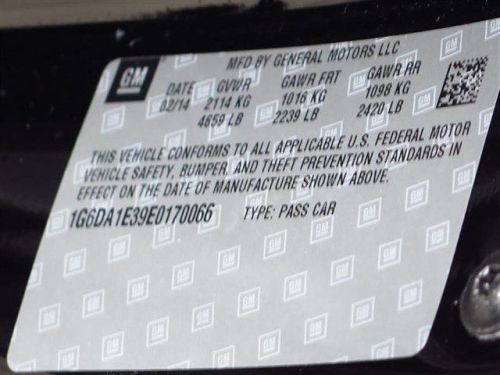 GM
MFD BY GENERAL MOTORS LLC
DATE GVWR GAWR FRT GAWR RR
02/14 2114 KG 1016 KG 1098 KG
4659 LB 2239 LB 2420 LB
THIS VEHICLE CONFORMS TO ALL APPLICABLE U.S. FEDERAL MOTOR
VEHICLE SAFETY, BUMPER, AND THEFT PREVENTION STANDARDS IN
EFFECT ON THE DATE OF MANUFACTURE SHOWN ABOVE.
1G6DA1E39E0170066 TYPE: PASS CAR